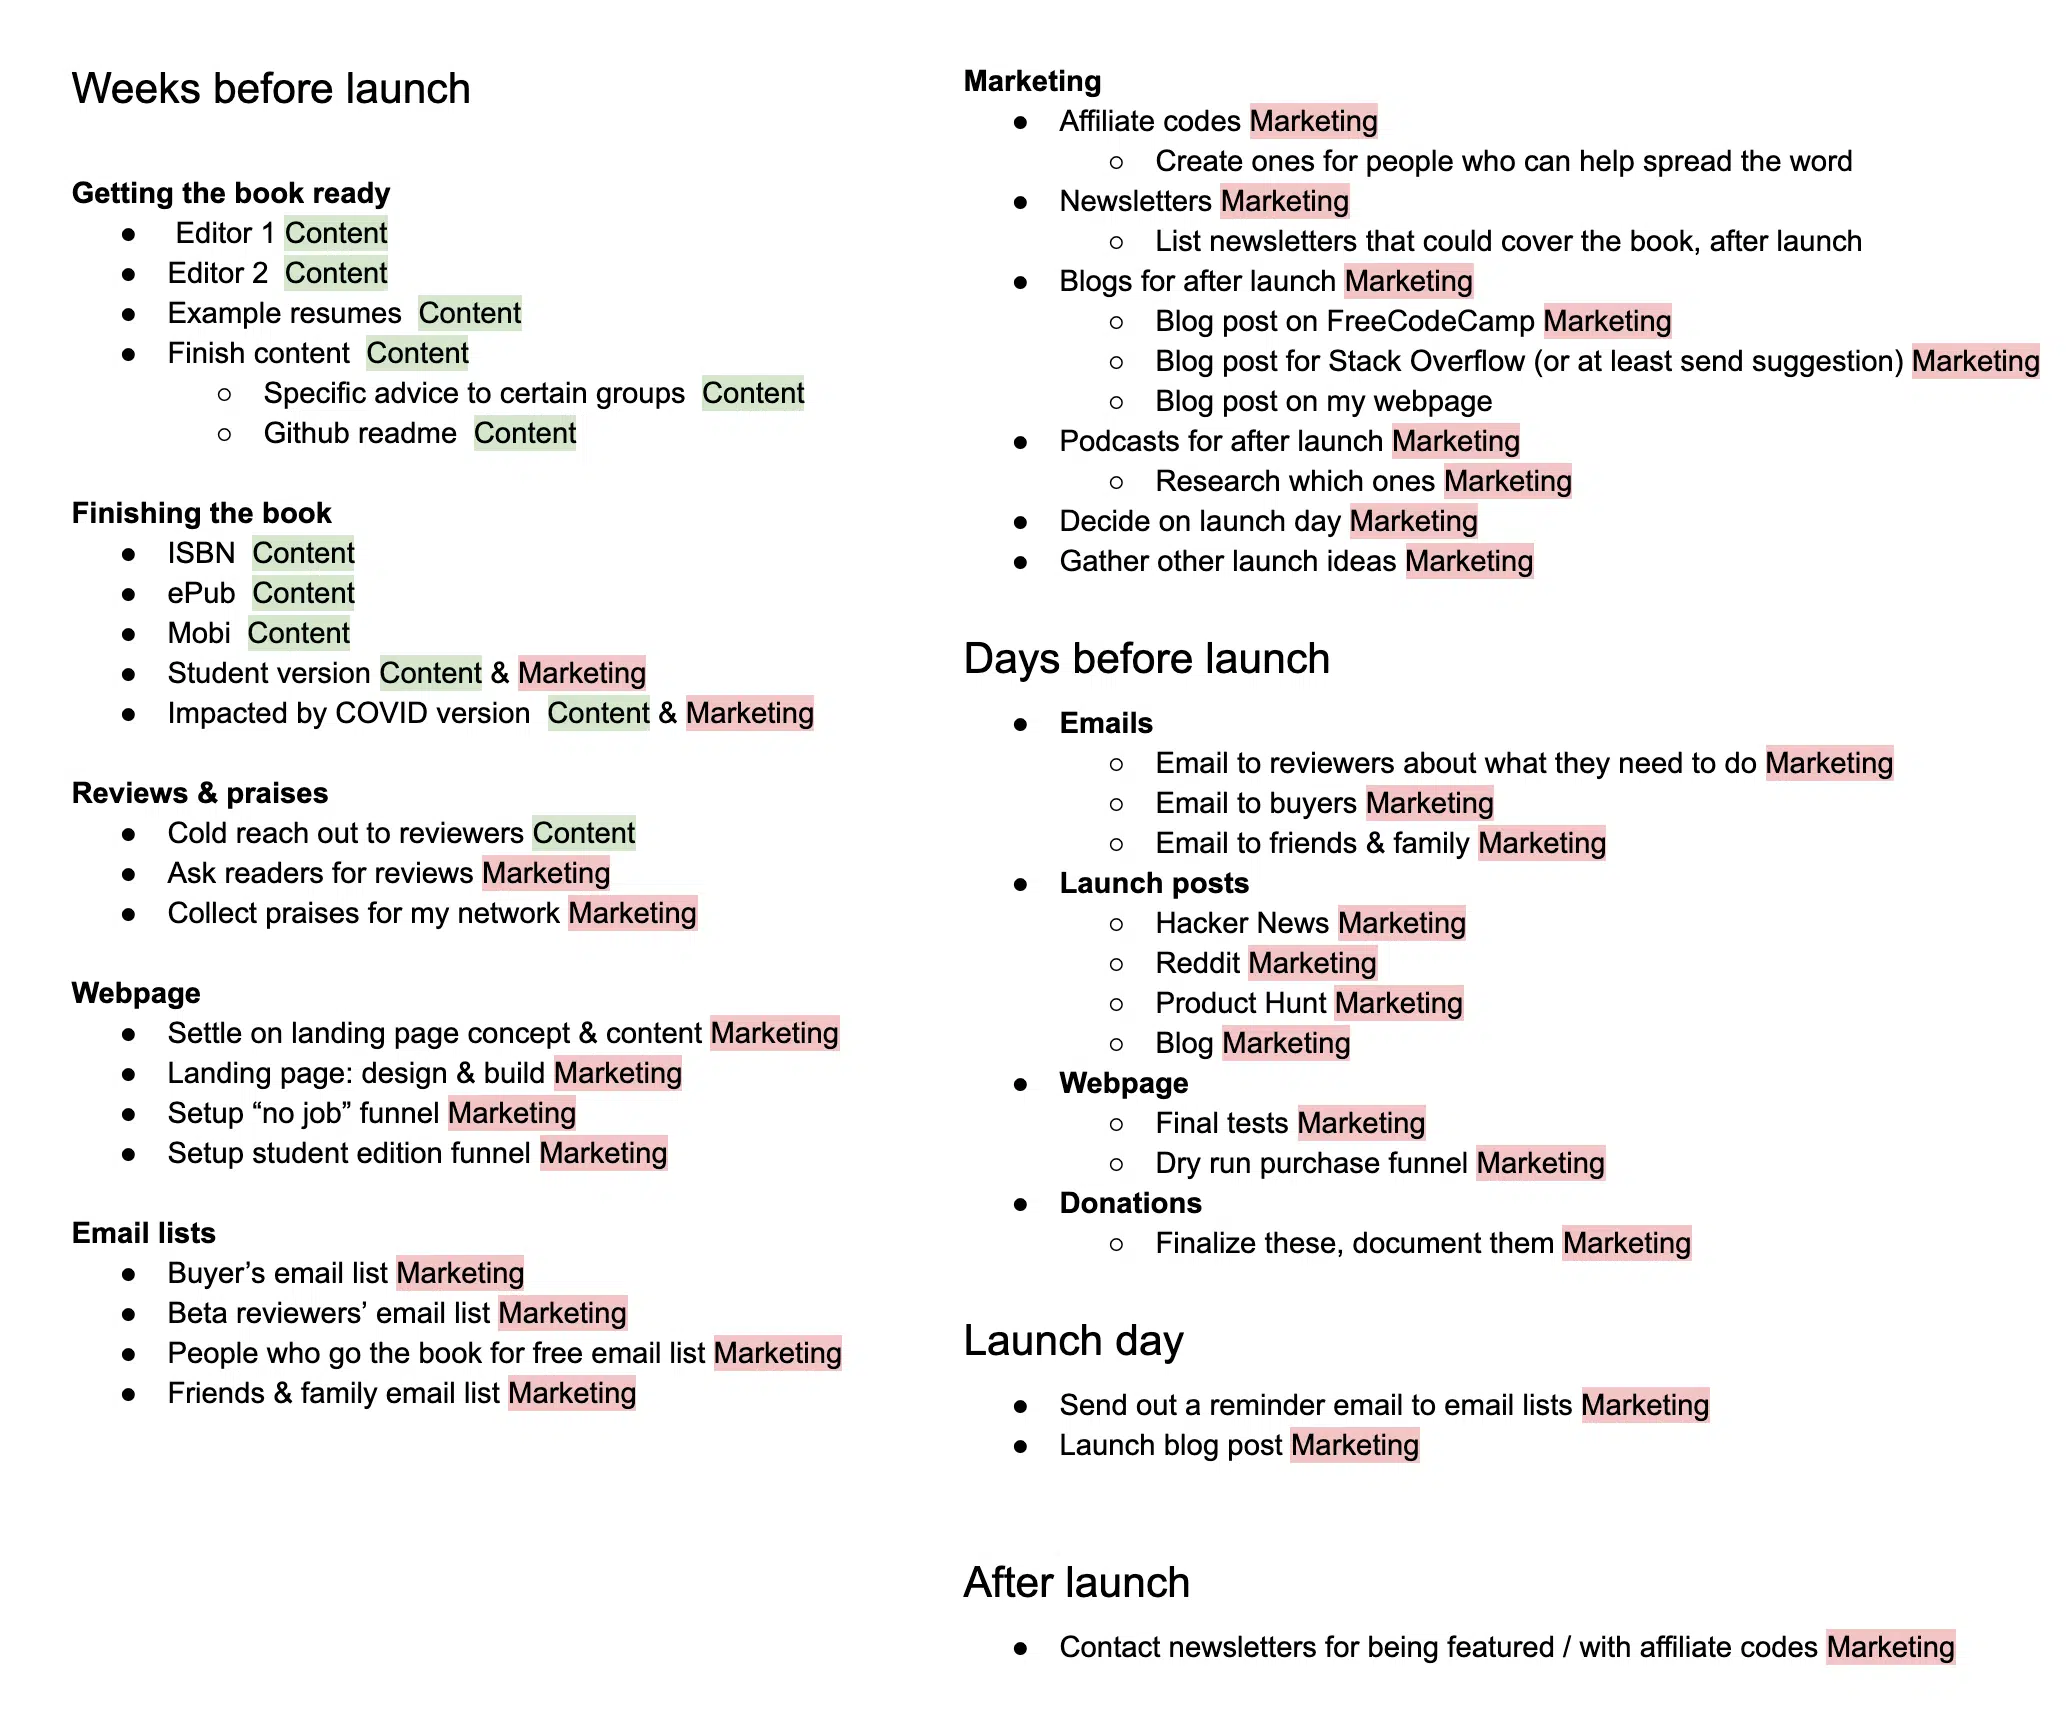 Weeks before launch
Getting the book ready
● Editor 1 Content
● Editor 2 Content
● Example resumes Content
● Finish content Content
○ Specific advice to certain groups Content
○ Github readme Content
Finishing the book
● ISBN Content
● ePub Content
● Mobi Content
● Student version Content & Marketing
● Impacted by COVID version Content & Marketing
Reviews & praises
● Cold reach out to reviewers Content
● Ask readers for reviews Marketing
● Collect praises for my network Marketing
Webpage
● Settle on landing page concept & content Marketing
● Landing page: design & build Marketing
● Setup “no job” funnel Marketing
● Setup student edition funnel Marketing
Email lists
● Buyer’s email list Marketing
● Beta reviewers’ email list Marketing
● People who go the book for free email list Marketing
● Friends & family email list Marketing
Marketing
● Affiliate codes Marketing
○ Create ones for people who can help spread the word
● Newsletters Marketing
○ List newsletters that could cover the book, after launch
● Blogs for after launch Marketing
○ Blog post on FreeCodeCamp Marketing
○ Blog post for Stack Overflow (or at least send suggestion) Marketing
○ Blog post on my webpage
● Podcasts for after launch Marketing
○ Research which ones Marketing
● Decide on launch day Marketing
● Gather other launch ideas Marketing
Days before launch
● Emails
○ Email to reviewers about what they need to do Marketing
○ Email to buyers Marketing
○ Email to friends & family Marketing
● Launch posts
○ Hacker News Marketing
○ Reddit Marketing
○ Product Hunt Marketing
○ Blog Marketing
● Webpage
○ Final tests Marketing
○ Dry run purchase funnel Marketing
● Donations
○ Finalize these, document them Marketing
Launch day
● Send out a reminder email to email lists Marketing
● Launch blog post Marketing
After launch
● Contact newsletters for being featured / with affiliate codes Marketing